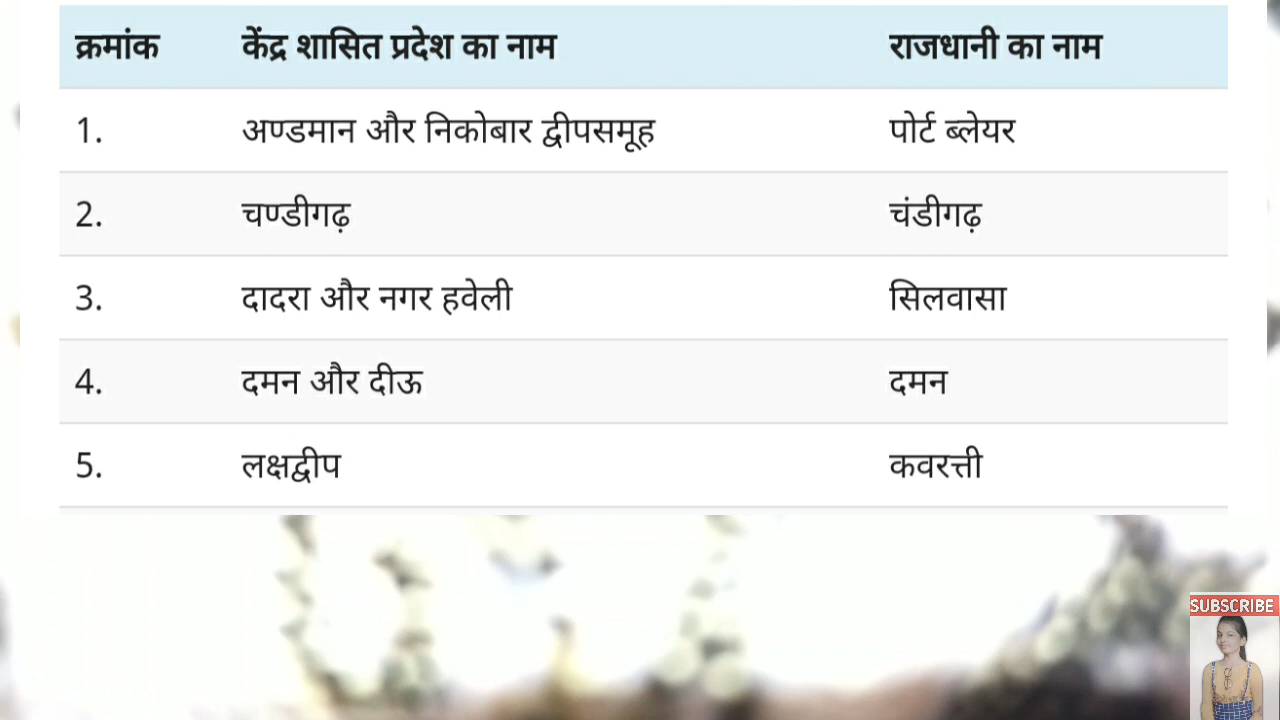 क्रमांक केंद्र शासित प्रदेश का नाम राजधानी का नाम
1. अण्डमान और निकोबार द्वीपसमूह पोर्ट ब्लेयर
2. चण्डीगढ़ चंडीगढ़
3. दादरा और नगर हवेली सिलवासा
4. दमन और दीऊ दमन
5. लक्षद्वीप कवरत्ती
SUBSCRIBE